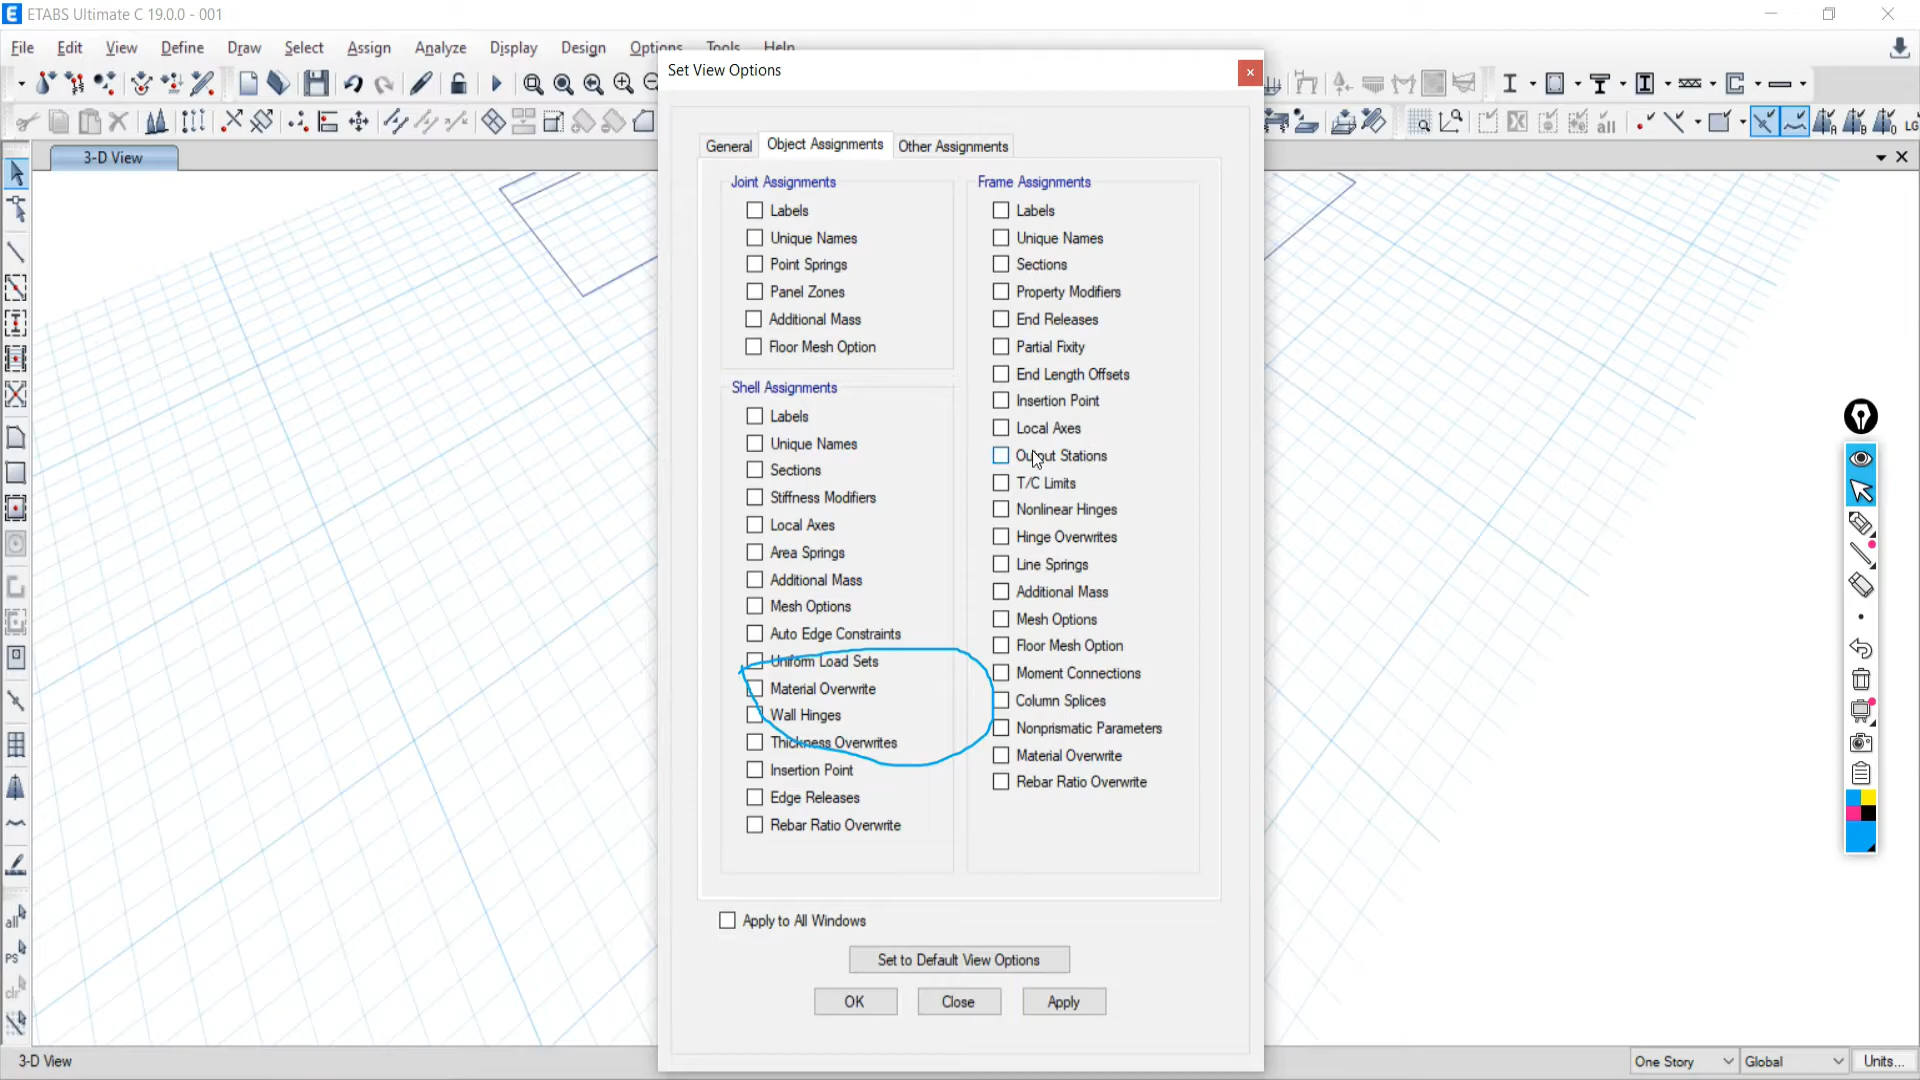 ETABS Ultimate C 19.0.0 - 001
File Edit View Define Draw Select Assign Analyze Display Design Options Tools Help
Set View Options
3-D View
General Object Assignments Other Assignments
Joint Assignments
Labels
Unique Names
Point Springs
Panel Zones
Additional Mass
Floor Mesh Option
Shell Assignments
Labels
Unique Names
Sections
Stiffness Modifiers
Local Axes
Area Springs
Additional Mass
Mesh Options
Auto Edge Constraints
Uniform Load Sets
Material Overwrite
Wall Hinges
Thickness Overwrites
Insertion Point
Edge Releases
Rebar Ratio Overwrite
Frame Assignments
Labels
Unique Names
Sections
Property Modifiers
End Releases
Partial Fixity
End Length Offsets
Insertion Point
Local Axes
Output Stations
T/C Limits
Nonlinear Hinges
Hinge Overwrites
Line Springs
Additional Mass
Mesh Options
Floor Mesh Option
Moment Connections
Column Splices
Nonprismatic Parameters
Material Overwrite
Rebar Ratio Overwrite
Apply to All Windows
Set to Default View Options
OK Close Apply
all
PS
clr
all
LG
3-D View
One Story Global Units...